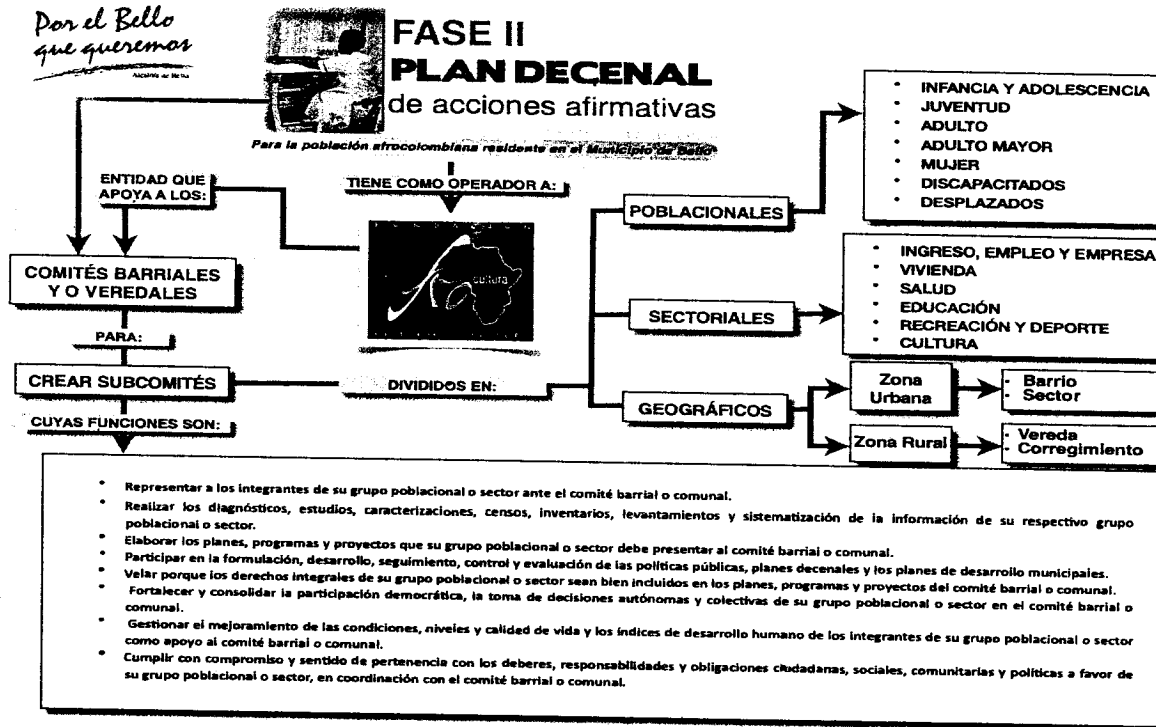 Por el Bello
que queremos
Alcaldía de Bello
FASE II
PLAN DECENAL
de acciones afirmativas
Para la población afrocolombiana residente en el Municipio de Bello
ENTIDAD QUE
APOYA A LOS:
TIENE COMO OPERADOR A:
cultura
COMITÉS BARRIALES
Y O VEREDALES
PARA:
CREAR SUBCOMITÉS
DIVIDIDOS EN:
CUYAS FUNCIONES SON:
POBLACIONALES
• INFANCIA Y ADOLESCENCIA
• JUVENTUD
• ADULTO
• ADULTO MAYOR
• MUJER
• DISCAPACITADOS
• DESPLAZADOS
SECTORIALES
• INGRESO, EMPLEO Y EMPRESA
• VIVIENDA
• SALUD
• EDUCACIÓN
• RECREACIÓN Y DEPORTE
• CULTURA
GEOGRÁFICOS
Zona
Urbana
- Barrio
- Sector
Zona Rural
- Vereda
- Corregimiento
• Representar a los integrantes de su grupo poblacional o sector ante el comité barrial o comunal.
• Realizar los diagnósticos, estudios, caracterizaciones, censos, inventarios, levantamientos y sistematización de la información de su respectivo grupo
poblacional o sector.
• Elaborar los planes, programas y proyectos que su grupo poblacional o sector debe presentar al comité barrial o comunal.
• Participar en la formulación, desarrollo, seguimiento, control y evaluación de las políticas públicas, planes decenales y los planes de desarrollo municipales.
• Velar porque los derechos integrales de su grupo poblacional o sector sean bien incluidos en los planes, programas y proyectos del comité barrial o comunal.
• Fortalecer y consolidar la participación democrática, la toma de decisiones autónomas y colectivas de su grupo poblacional o sector en el comité barrial o
comunal.
• Gestionar el mejoramiento de las condiciones, niveles y calidad de vida y los índices de desarrollo humano de los integrantes de su grupo poblacional o sector
como apoyo al comité barrial o comunal.
• Cumplir con compromiso y sentido de pertenencia con los deberes, responsabilidades y obligaciones ciudadanas, sociales, comunitarias y políticas a favor de
su grupo poblacional o sector, en coordinación con el comité barrial o comunal.